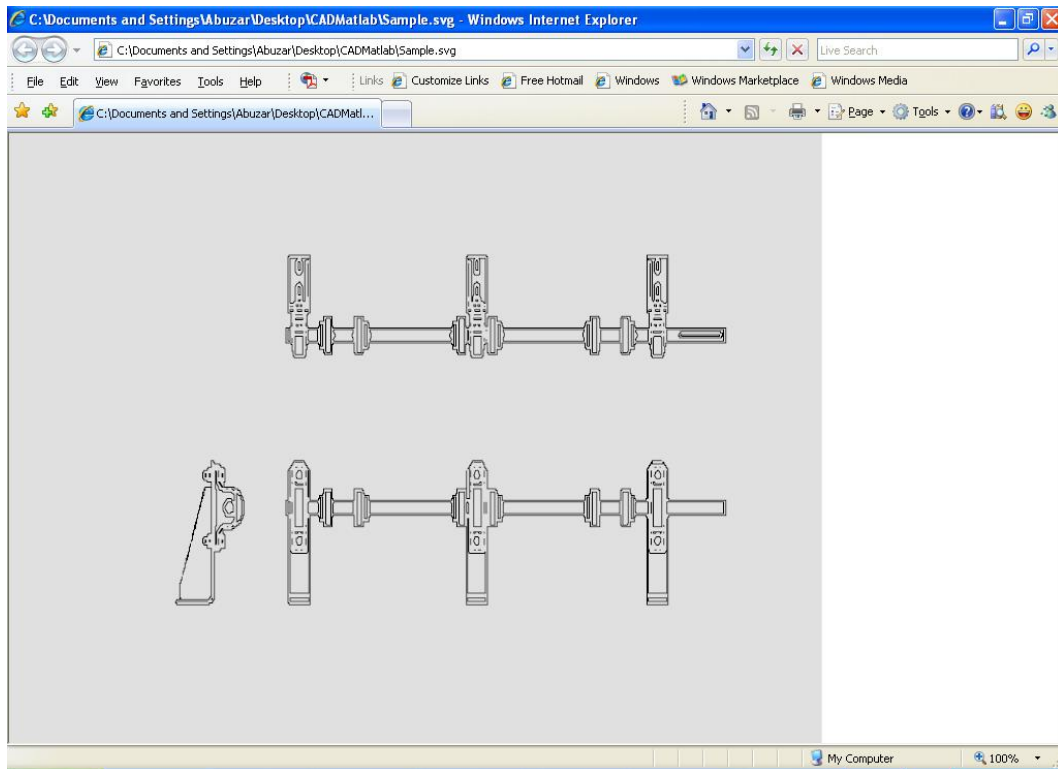 C:\Documents and Settings\Abuzar\Desktop\CADMatlab\Sample.svg - Windows Internet Explorer
C:\Documents and Settings\Abuzar\Desktop\CADMatlab\Sample.svg Live Search
File Edit View Favorites Tools Help Links Customize Links Free Hotmail Windows Windows Marketplace Windows Media
C:\Documents and Settings\Abuzar\Desktop\CADMatl... Page Tools
My Computer 100%